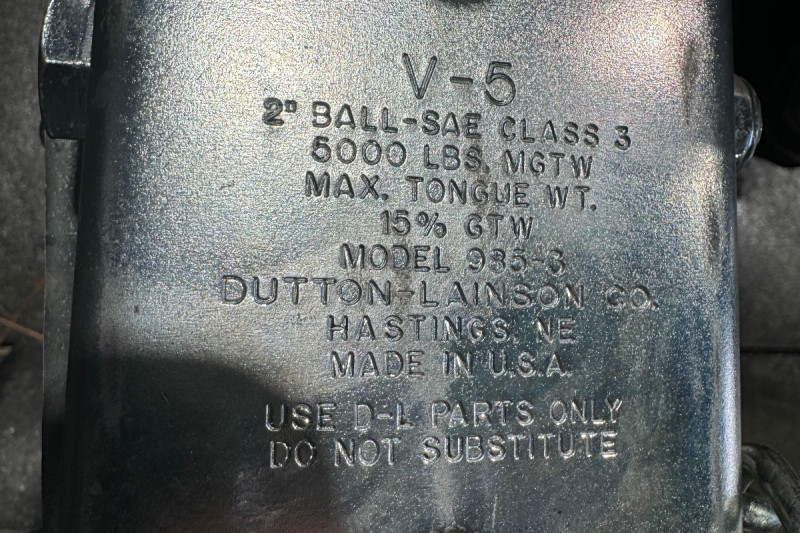 V-5
2" BALL-SAE CLASS 3
5000 LBS. MGTW
MAX. TONGUE WT.
15% GTW
MODEL 985-3
DUTTON-LAINSON CO.
HASTINGS, NE
MADE IN U.S.A.
USE D-L PARTS ONLY
DO NOT SUBSTITUTE